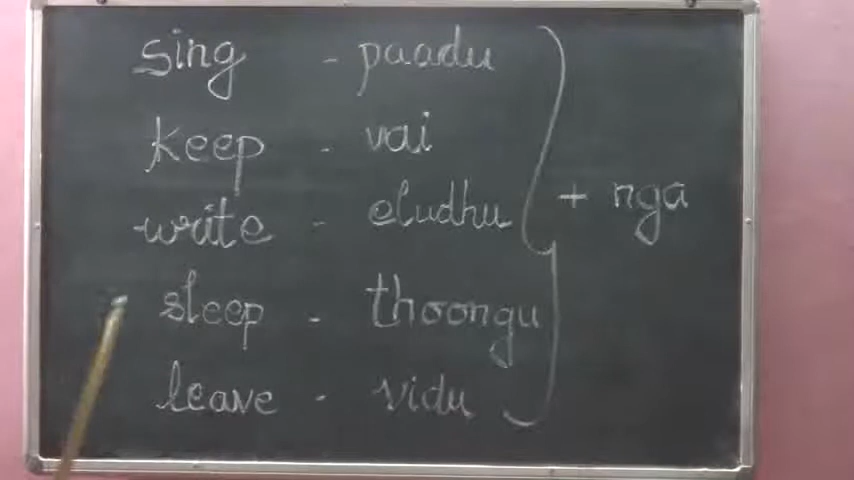 sing - paadu
keep - vai
write - eludhu
sleep - thoongu
leave - vidu
+ nga